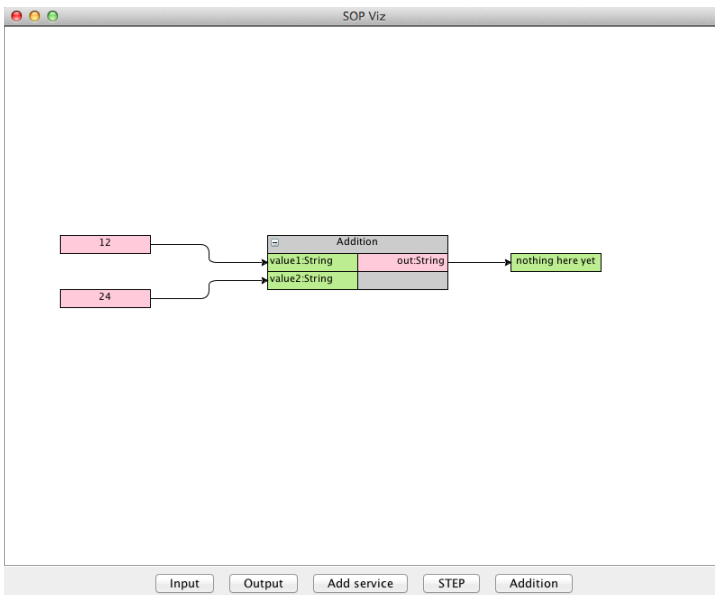 SOP Viz
12
24
Addition
value1:String
out:String
value2:String
nothing here yet
Input
Output
Add service
STEP
Addition